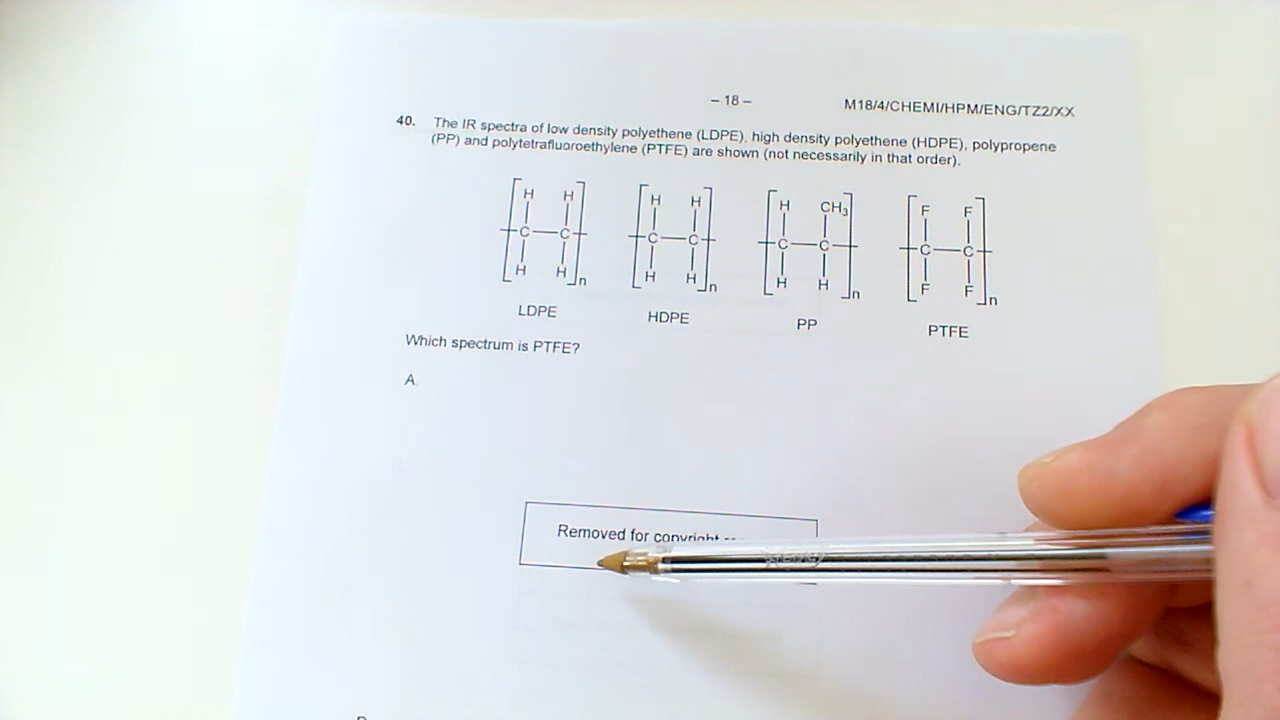 – 18 –
M18/4/CHEMI/HPM/ENG/TZ2/XX
40. The IR spectra of low density polyethene (LDPE), high density polyethene (HDPE), polypropene
(PP) and polytetrafluoroethylene (PTFE) are shown (not necessarily in that order).
H H H H H CH3 F F
C C C C C C C C
H H n H H n H H n F F n
LDPE HDPE PP PTFE
Which spectrum is PTFE?
A.
Removed for copyright